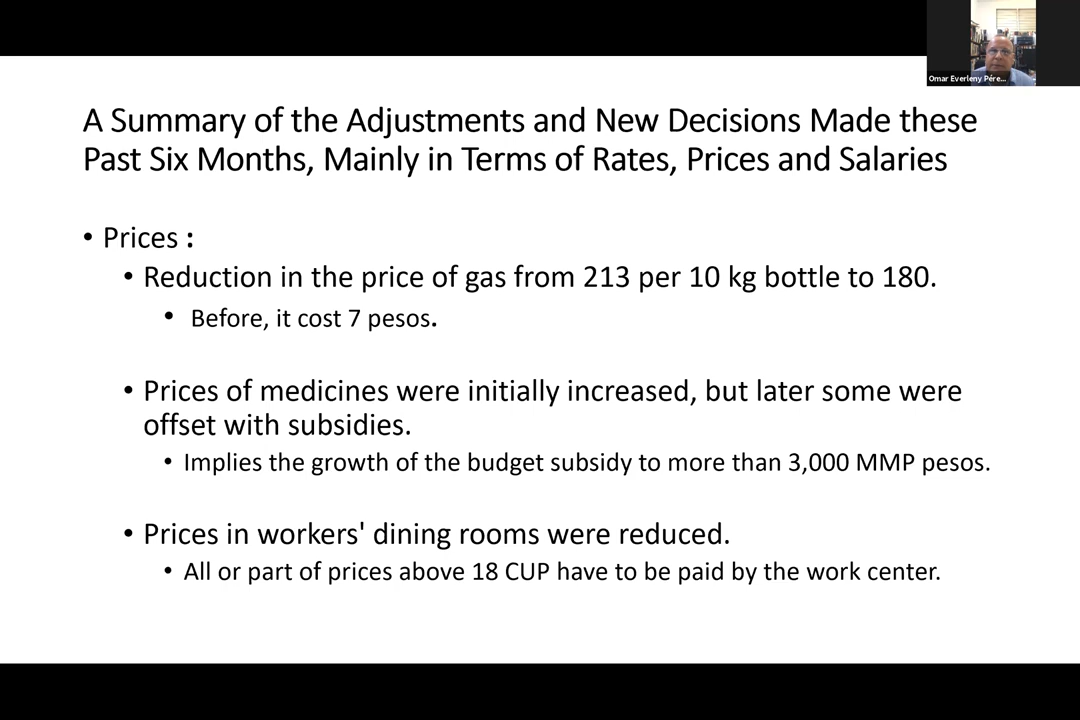 Omar Everleny Pére...
A Summary of the Adjustments and New Decisions Made these
Past Six Months, Mainly in Terms of Rates, Prices and Salaries
• Prices :
• Reduction in the price of gas from 213 per 10 kg bottle to 180.
• Before, it cost 7 pesos.
• Prices of medicines were initially increased, but later some were
offset with subsidies.
• Implies the growth of the budget subsidy to more than 3,000 MMP pesos.
• Prices in workers' dining rooms were reduced.
• All or part of prices above 18 CUP have to be paid by the work center.